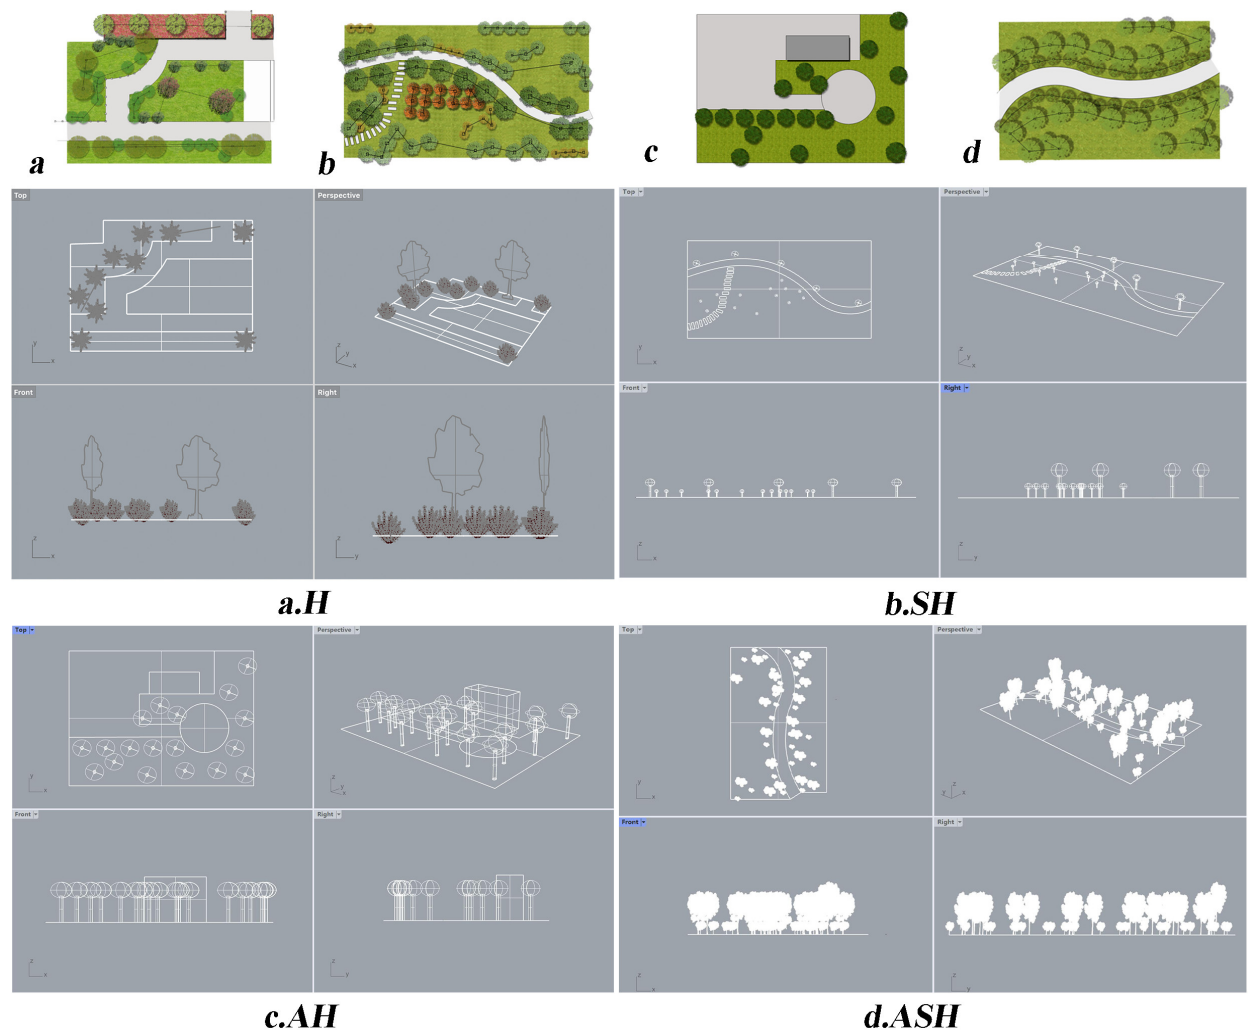 a
b
c
d
Top
Perspective
Top
Perspective
y
x
z
y
x
y
x
z
y
x
Front
Right
Front
Right
z
x
z
y
z
x
z
y
a.H
b.SH
Top
Perspective
Top
Perspective
y
x
z
y
x
y
x
z
z
x
Front
Right
Front
Right
z
x
z
y
z
x
z
y
c.AH
d.ASH